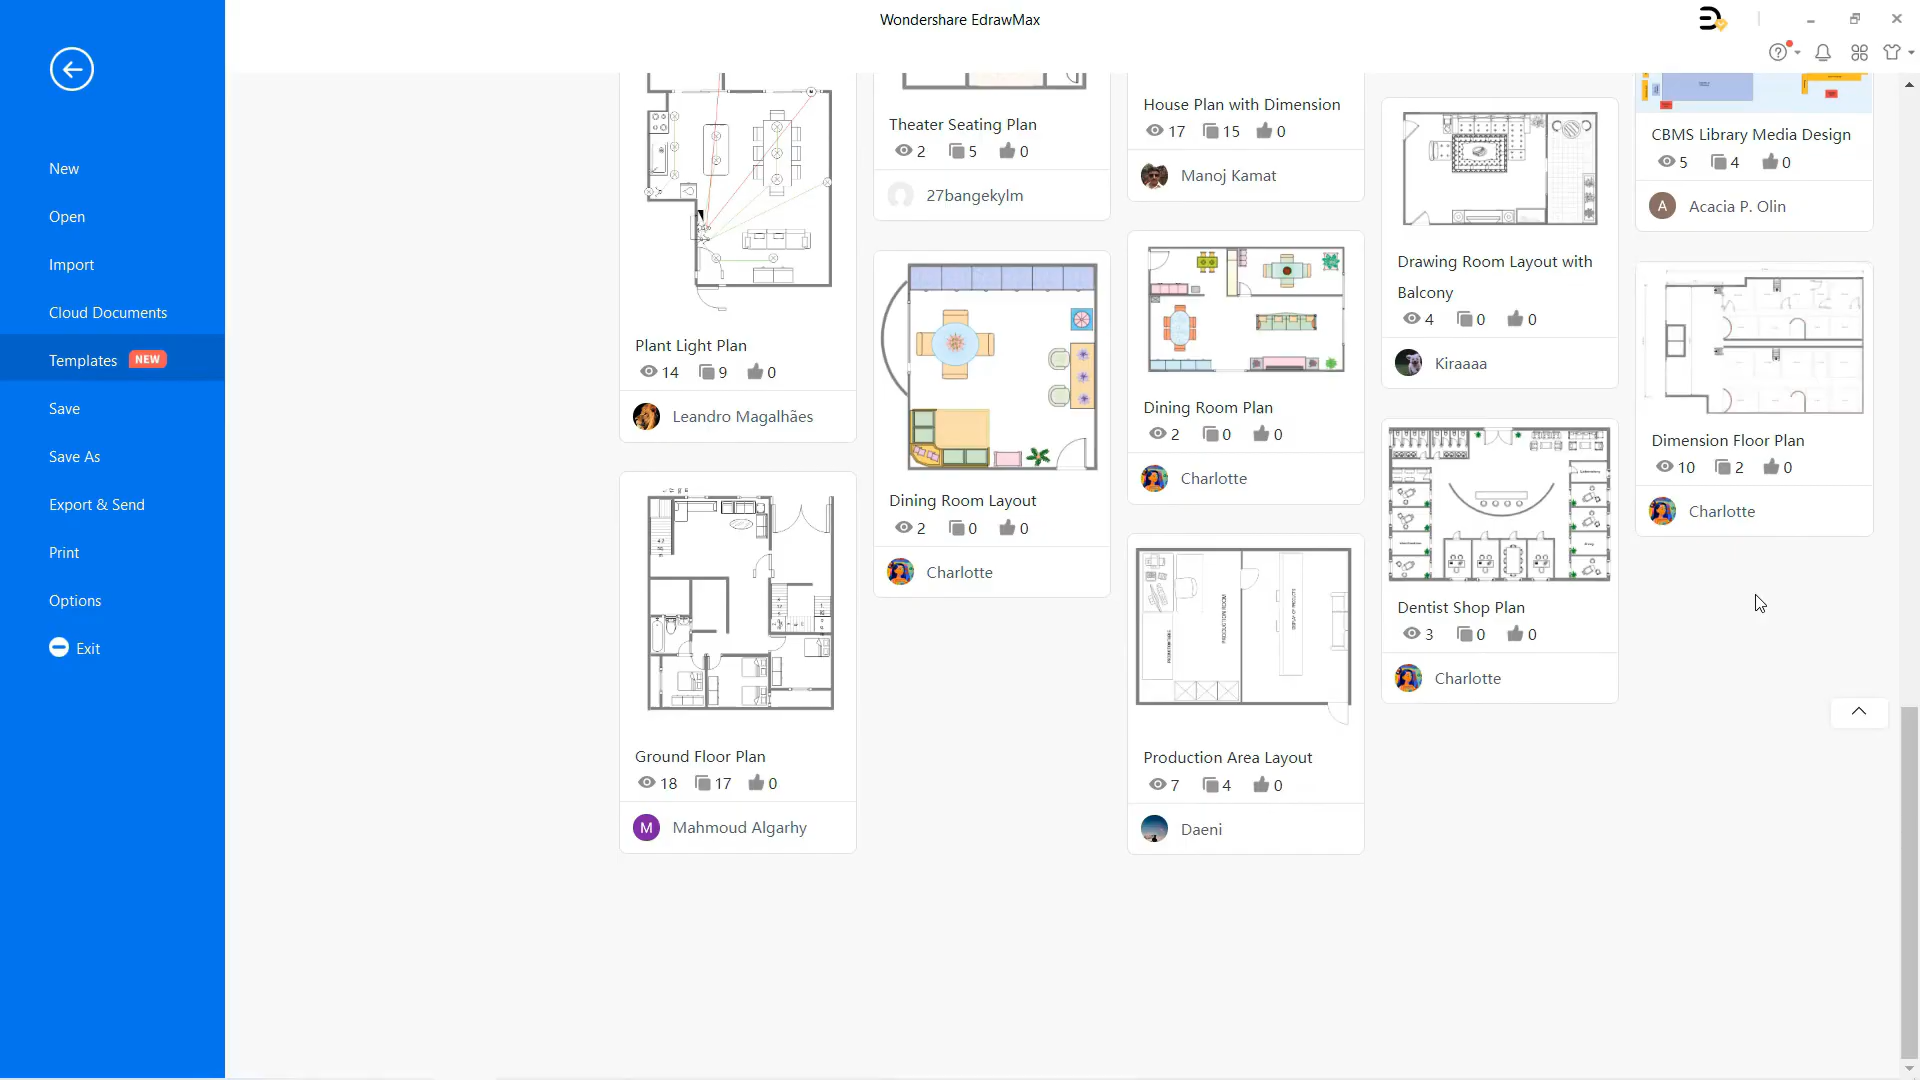 Wondershare EdrawMax
New
Open
Import
Cloud Documents
Templates NEW
Save
Save As
Export & Send
Print
Options
Exit
Plant Light Plan
14 9 0
Leandro Magalhães
Ground Floor Plan
18 17 0
M Mahmoud Algarhy
Theater Seating Plan
2 5 0
27bangekylm
Dining Room Layout
2 0 0
Charlotte
House Plan with Dimension
17 15 0
Manoj Kamat
Dining Room Plan
2 0 0
Charlotte
PRODUCTION ROOM
DISPLAY OF PRODUCTS
Production Area Layout
7 4 0
Daeni
Drawing Room Layout with
Balcony
4 0 0
Kiraaaa
Dentist Shop Plan
3 0 0
Charlotte
CBMS Library Media Design
5 4 0
A Acacia P. Olin
Dimension Floor Plan
10 2 0
Charlotte